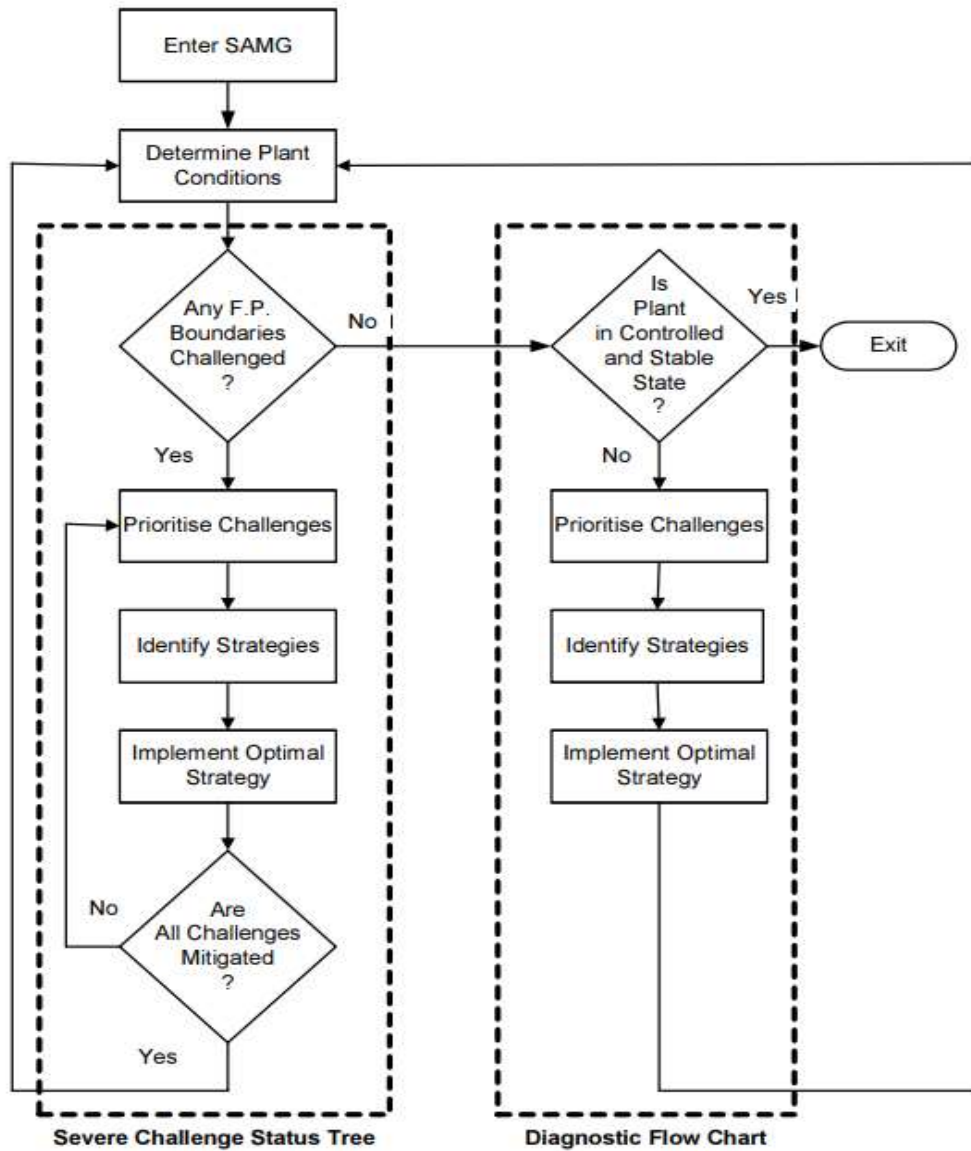 Enter SAMG
Determine Plant
Conditions
Any F.P.
Boundaries
Challenged
?
No
Yes
Prioritise Challenges
Identify Strategies
Implement Optimal
Strategy
Are
All Challenges
Mitigated
?
No
Yes
Severe Challenge Status Tree
Is
Plant
in Controlled
and Stable
State
?
Yes
Exit
No
Prioritise Challenges
Identify Strategies
Implement Optimal
Strategy
Diagnostic Flow Chart